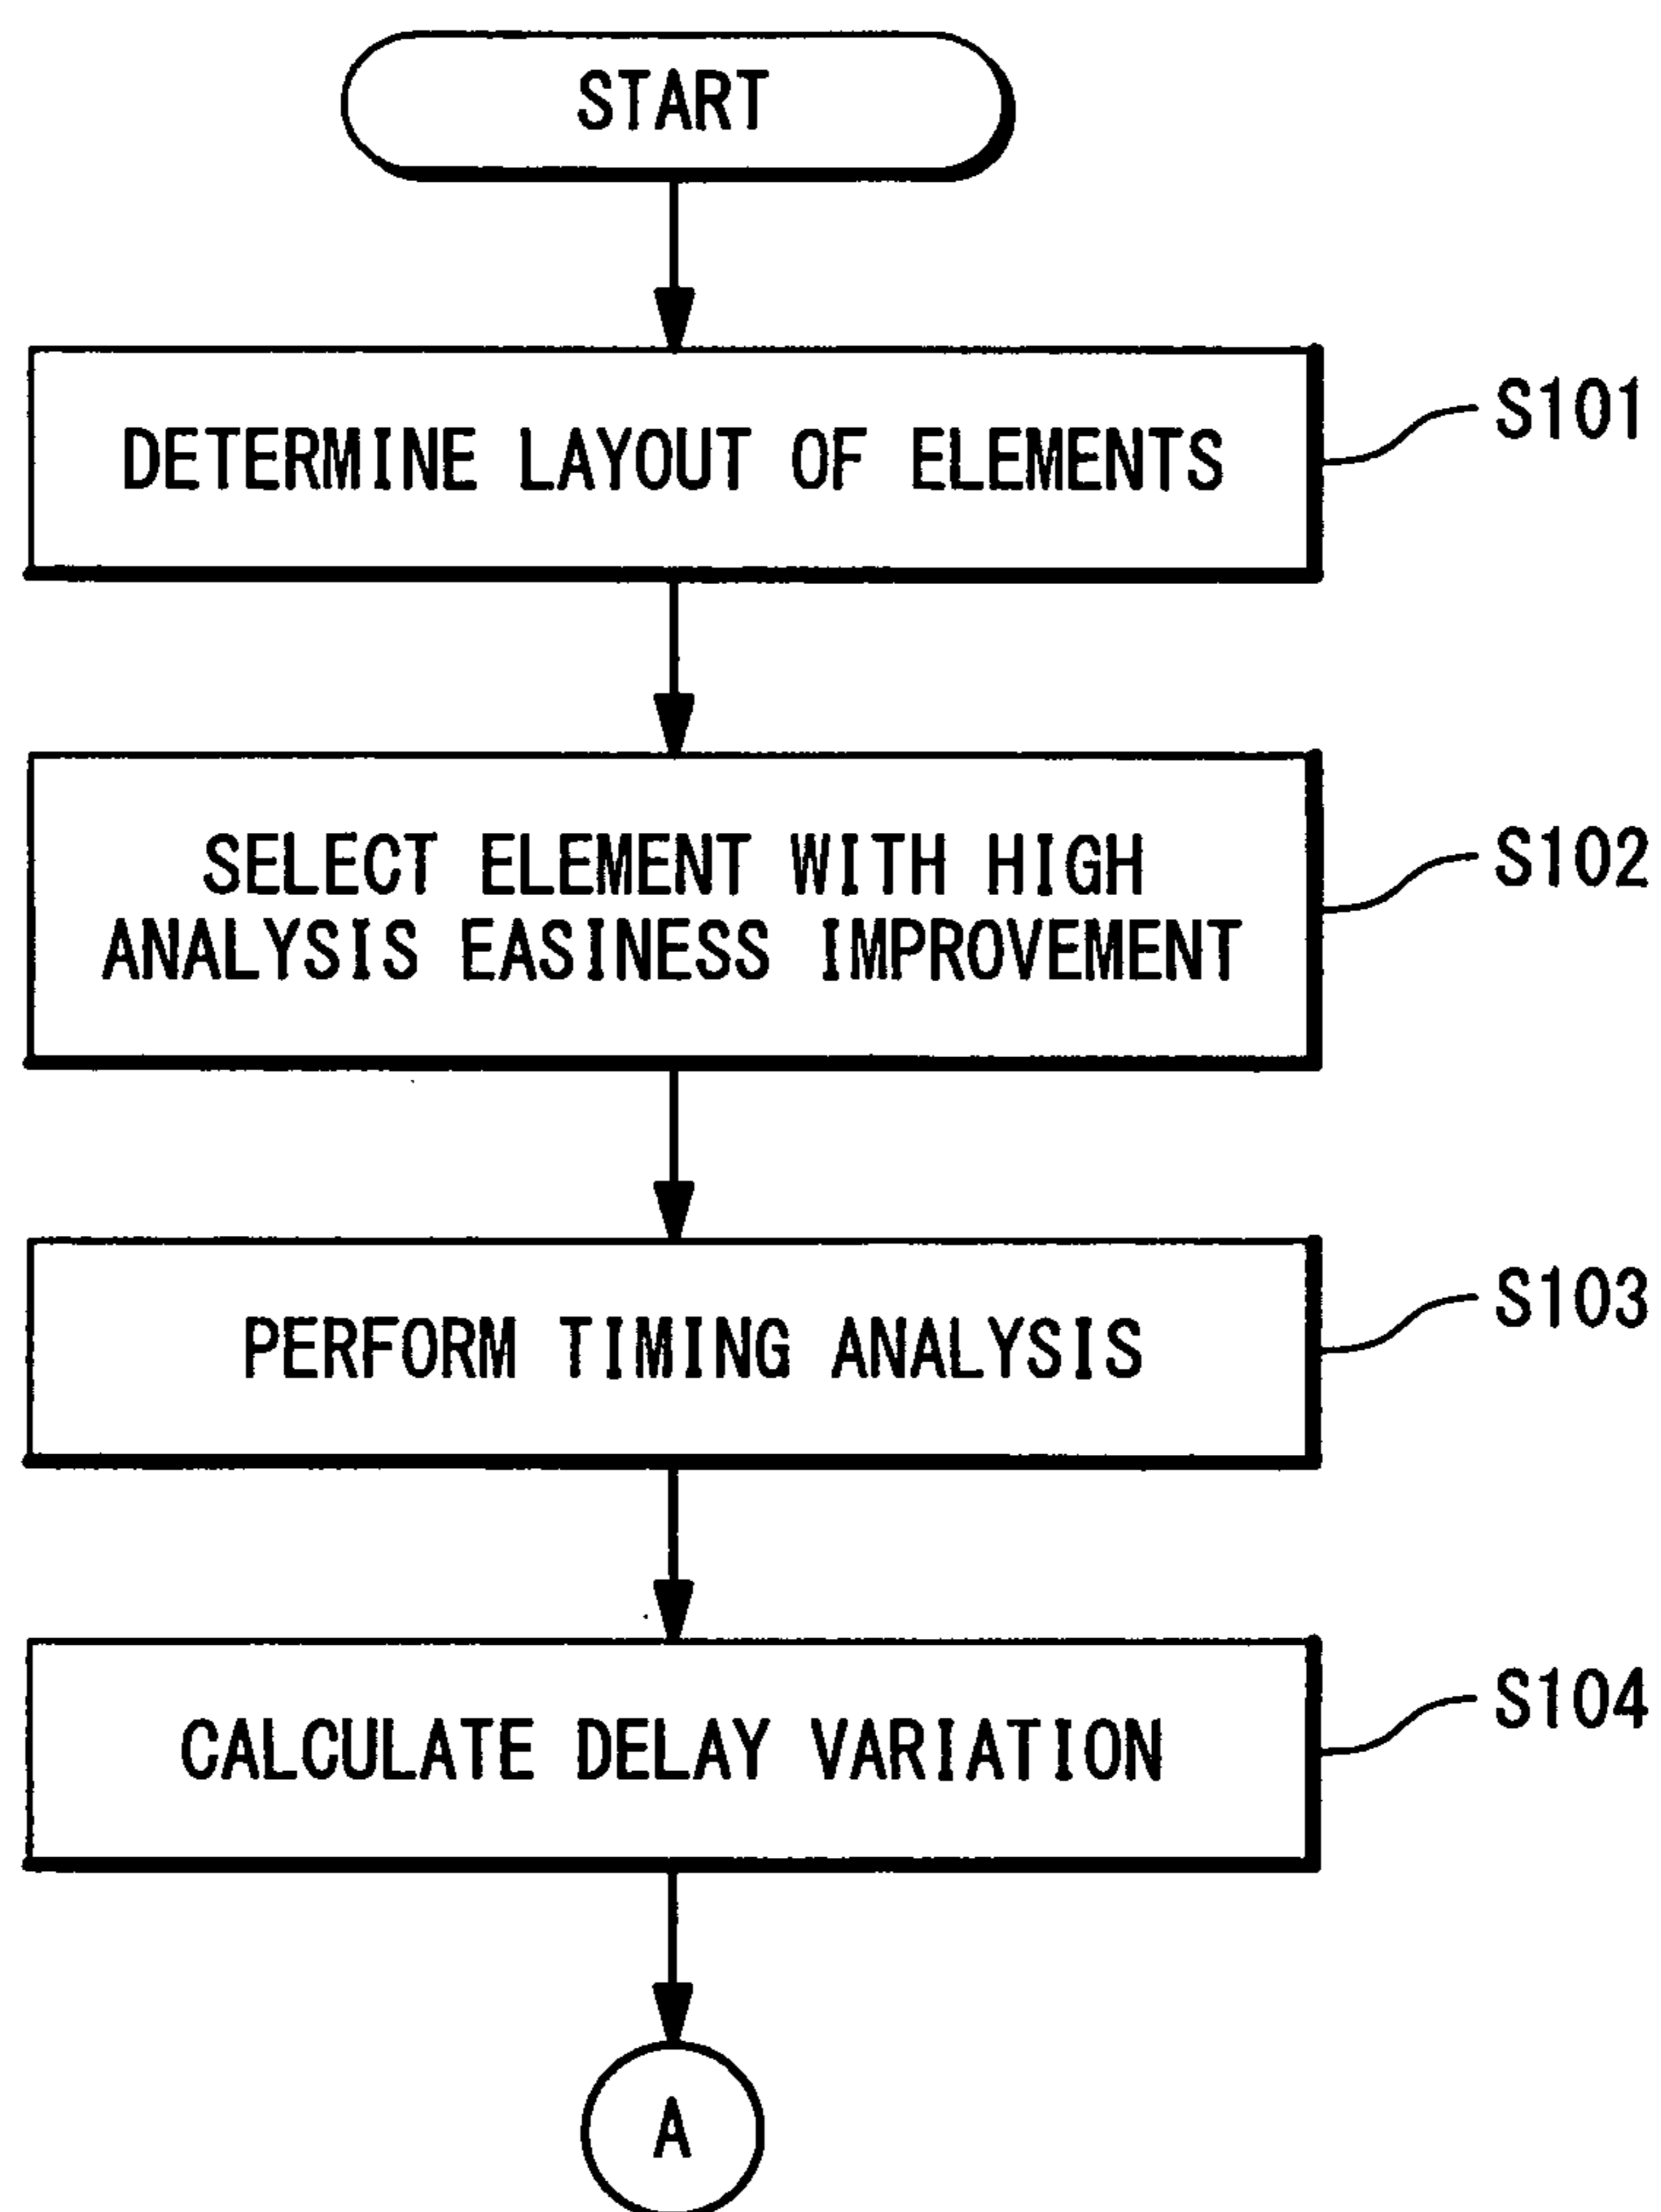 START
DETERMINE LAYOUT OF ELEMENTS
S101
SELECT ELEMENT WITH HIGH
ANALYSIS EASINESS IMPROVEMENT
S102
PERFORM TIMING ANALYSIS
S103
CALCULATE DELAY VARIATION
S104
A